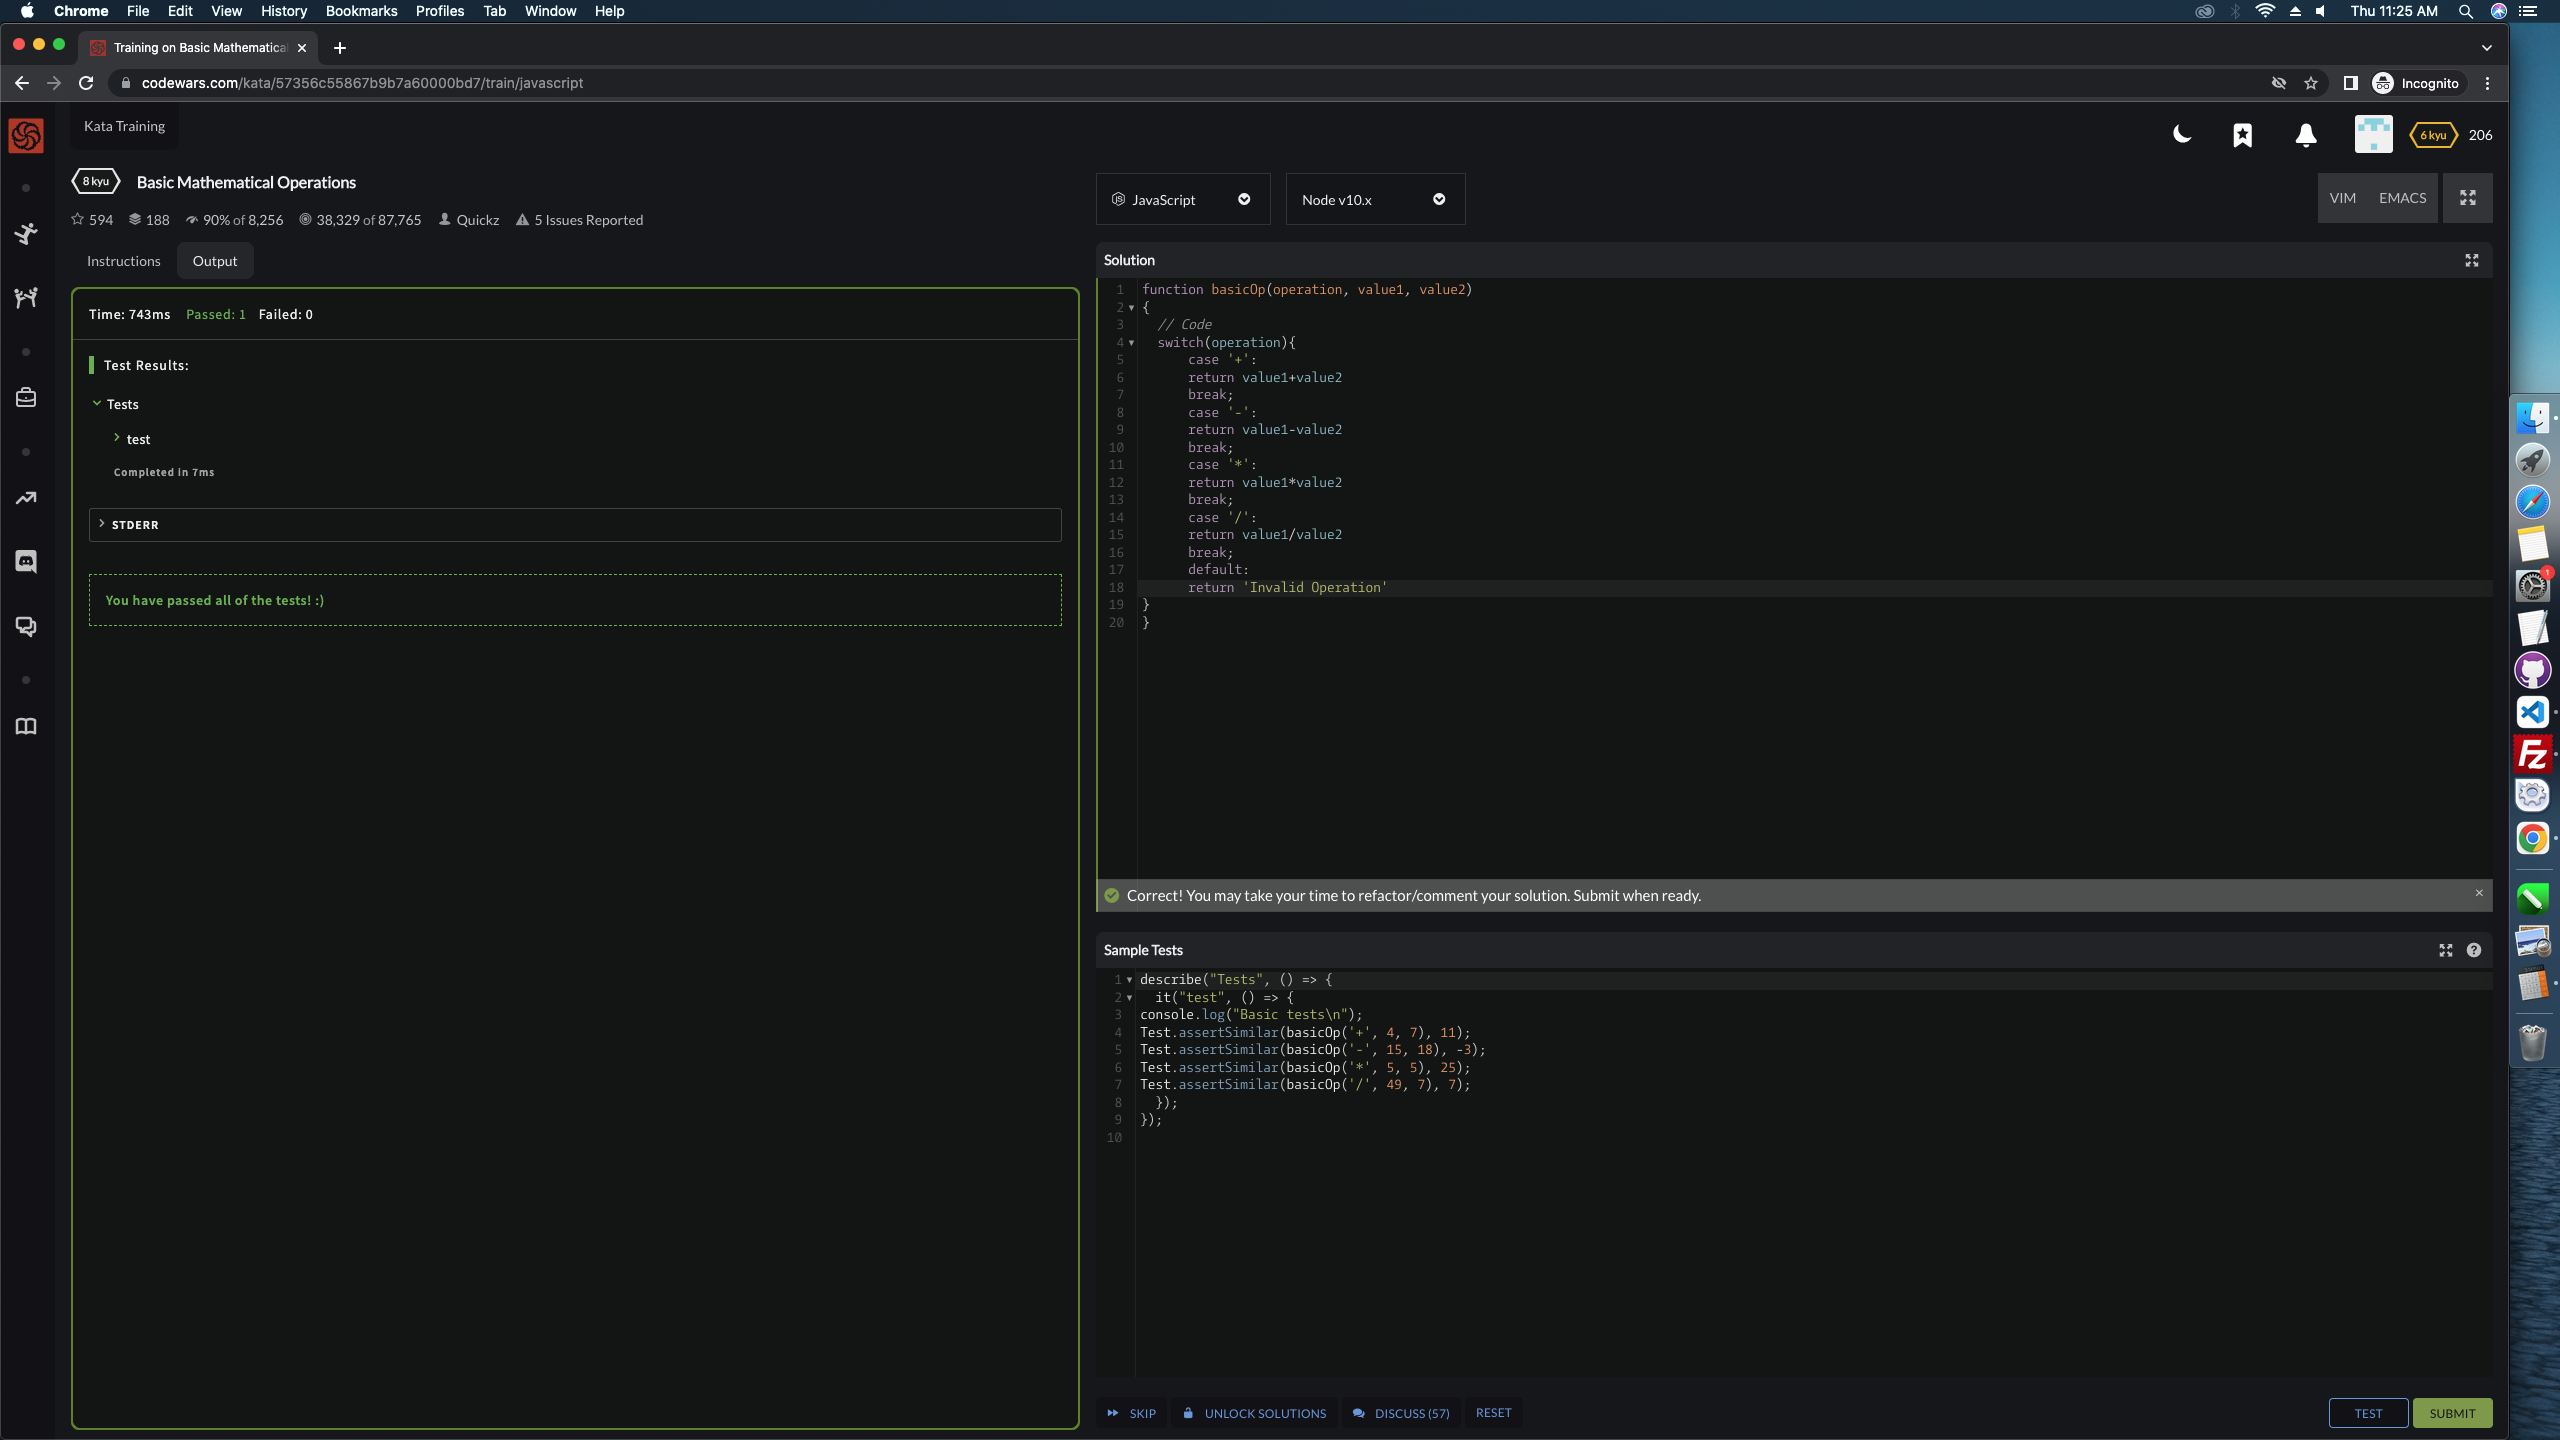 Chrome File Edit View History Bookmarks Profiles Tab Window Help
Thu 11:25 AM
Training on Basic Mathematica
codewars.com/kata/57356c55867b9b7a60000bd7/train/javascript
Incognito
Kata Training
6 kyu 206
8 kyu Basic Mathematical Operations
594 188 90% of 8,256 38,329 of 87,765 Quickz 5 Issues Reported
Instructions Output
Time: 743ms Passed: 1 Failed: 0
Test Results:
Tests
test
Completed in 7ms
STDERR
You have passed all of the tests! :)
JavaScript
Node v10.x
VIM EMACS
Solution
1 function basicOp(operation, value1, value2)
2 {
3 // Code
4 switch(operation){
5 case '+':
6 return value1+value2
7 break;
8 case '-':
9 return value1-value2
10 break;
11 case '*':
12 return value1*value2
13 break;
14 case '/':
15 return value1/value2
16 break;
17 default:
18 return 'Invalid Operation'
19 }
20 }
Correct! You may take your time to refactor/comment your solution. Submit when ready.
Sample Tests
1 describe("Tests", () => {
2 it("test", () => {
3 console.log("Basic tests\n");
4 Test.assertSimilar(basicOp('+', 4, 7), 11);
5 Test.assertSimilar(basicOp('-', 15, 18), -3);
6 Test.assertSimilar(basicOp('*', 5, 5), 25);
7 Test.assertSimilar(basicOp('/', 49, 7), 7);
8 });
9 });
10
SKIP UNLOCK SOLUTIONS DISCUSS (57) RESET
TEST SUBMIT
1
Fz